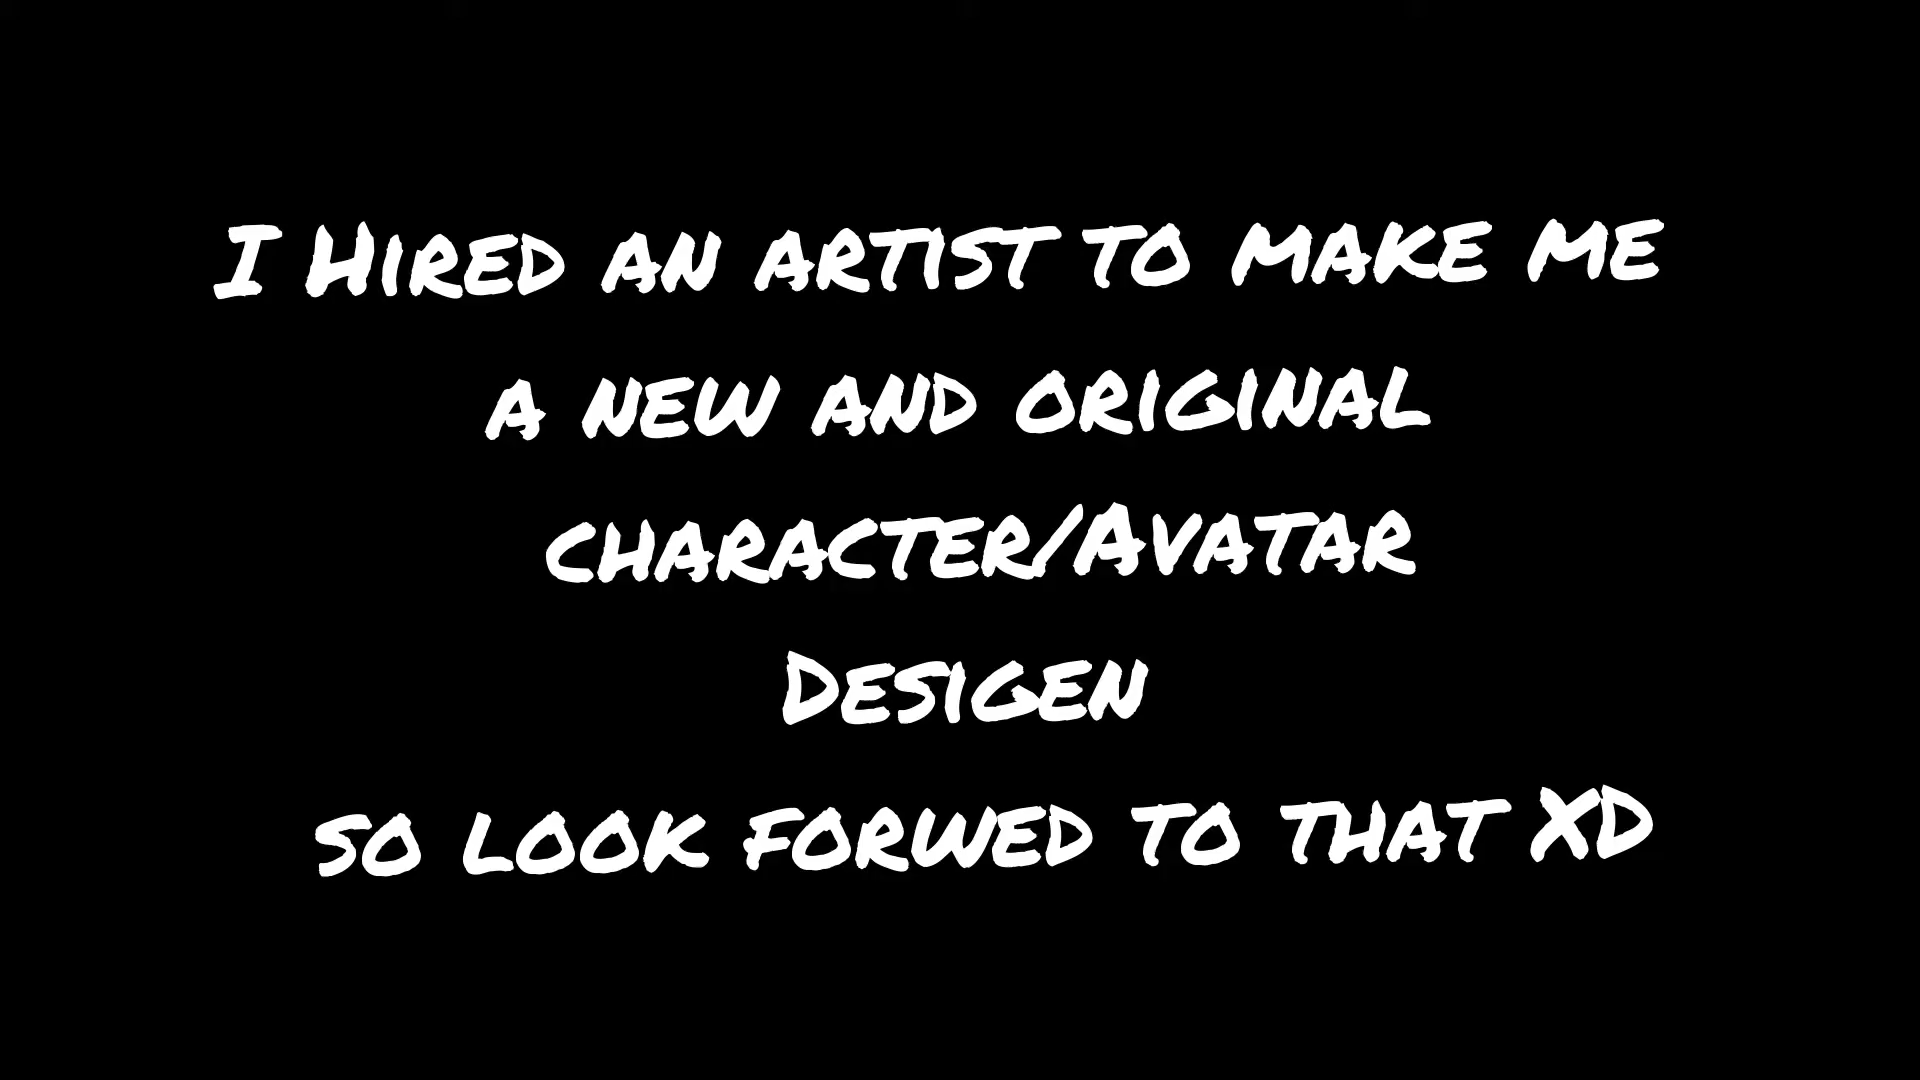 I Hired an artist to make me
a new and original
character/Avatar
Desigen
so look forwed to that XD